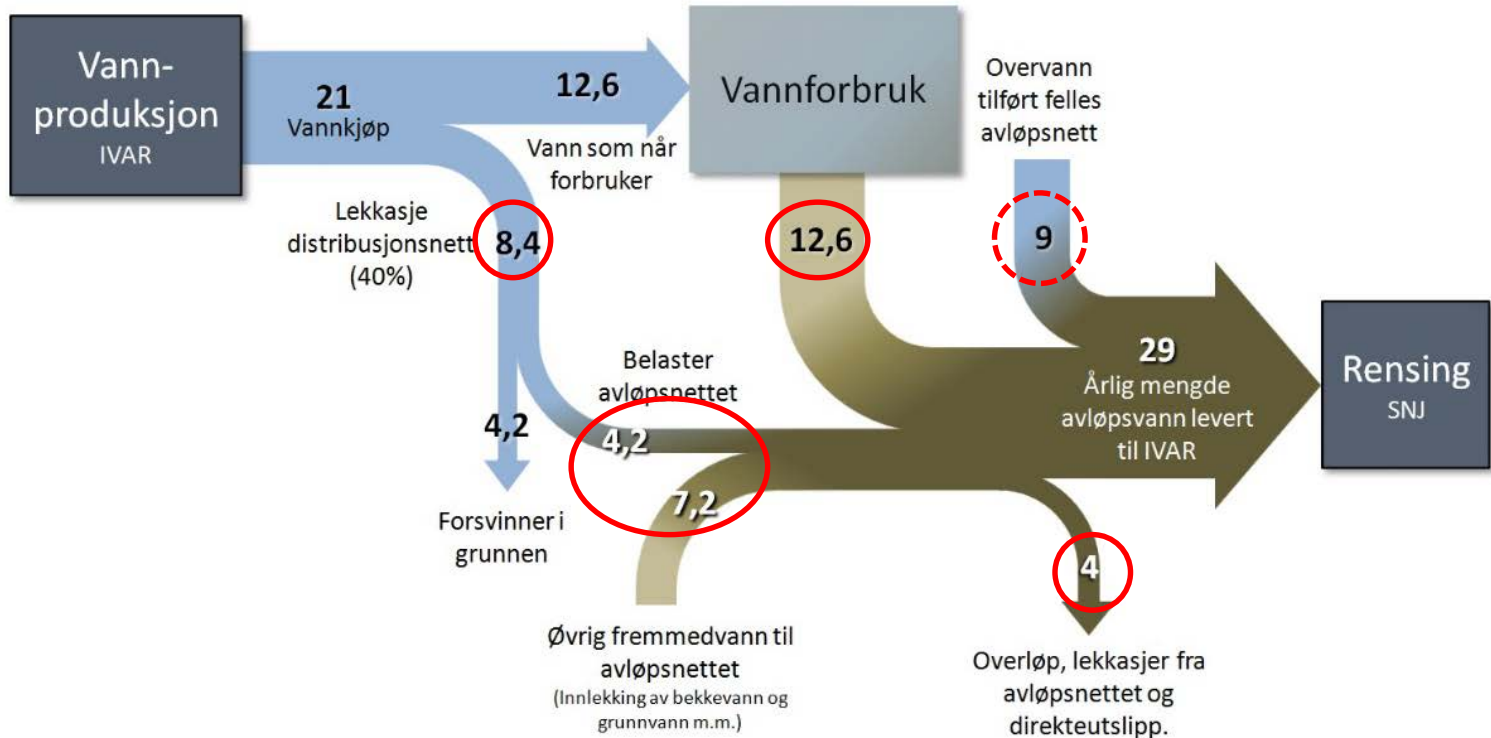 Vann-
produksjon
IVAR
21
Vannkjøp
12,6
Vann som når
forbruker
Vannforbruk
Overvann
tilført felles
avløpsnett
Lekkasje
distribusjonsnett
(40%)
8,4
12,6
9
4,2
Forsvinner i
grunnen
Belaster
avløpsnettet
4,2
7,2
Øvrig fremmedvann til
avløpsnettet
(Innlekking av bekkevann og
grunnvann m.m.)
29
Årlig mengde
avløpsvann levert
til IVAR
Rensing
SNJ
4
Overløp, lekkasjer fra
avløpsnettet og
direkteutslipp.